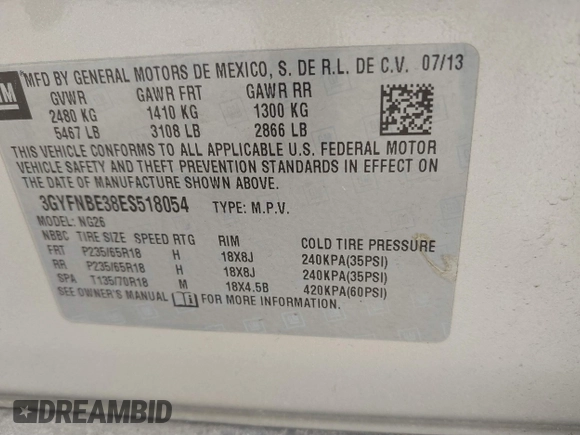 GM
MFD BY GENERAL MOTORS DE MEXICO, S. DE R.L. DE C.V. 07/13
GVWR GAWR FRT GAWR RR
2480 KG 1410 KG 1300 KG
5467 LB 3108 LB 2866 LB
THIS VEHICLE CONFORMS TO ALL APPLICABLE U.S. FEDERAL MOTOR
VEHICLE SAFETY AND THEFT PREVENTION STANDARDS IN EFFECT ON
THE DATE OF MANUFACTURE SHOWN ABOVE.
3GYFNBE38ES518054 TYPE: M.P.V.
MODEL: NG26
NBBC TIRE SIZE SPEED RTG RIM COLD TIRE PRESSURE
FRT P235/65R18 H 18X8J 240KPA(35PSI)
RR P235/65R18 H 18X8J 240KPA(35PSI)
SPA T135/70R18 M 18X4.5B 420KPA(60PSI)
SEE OWNER'S MANUAL FOR MORE INFORMATION.
DREAMBID